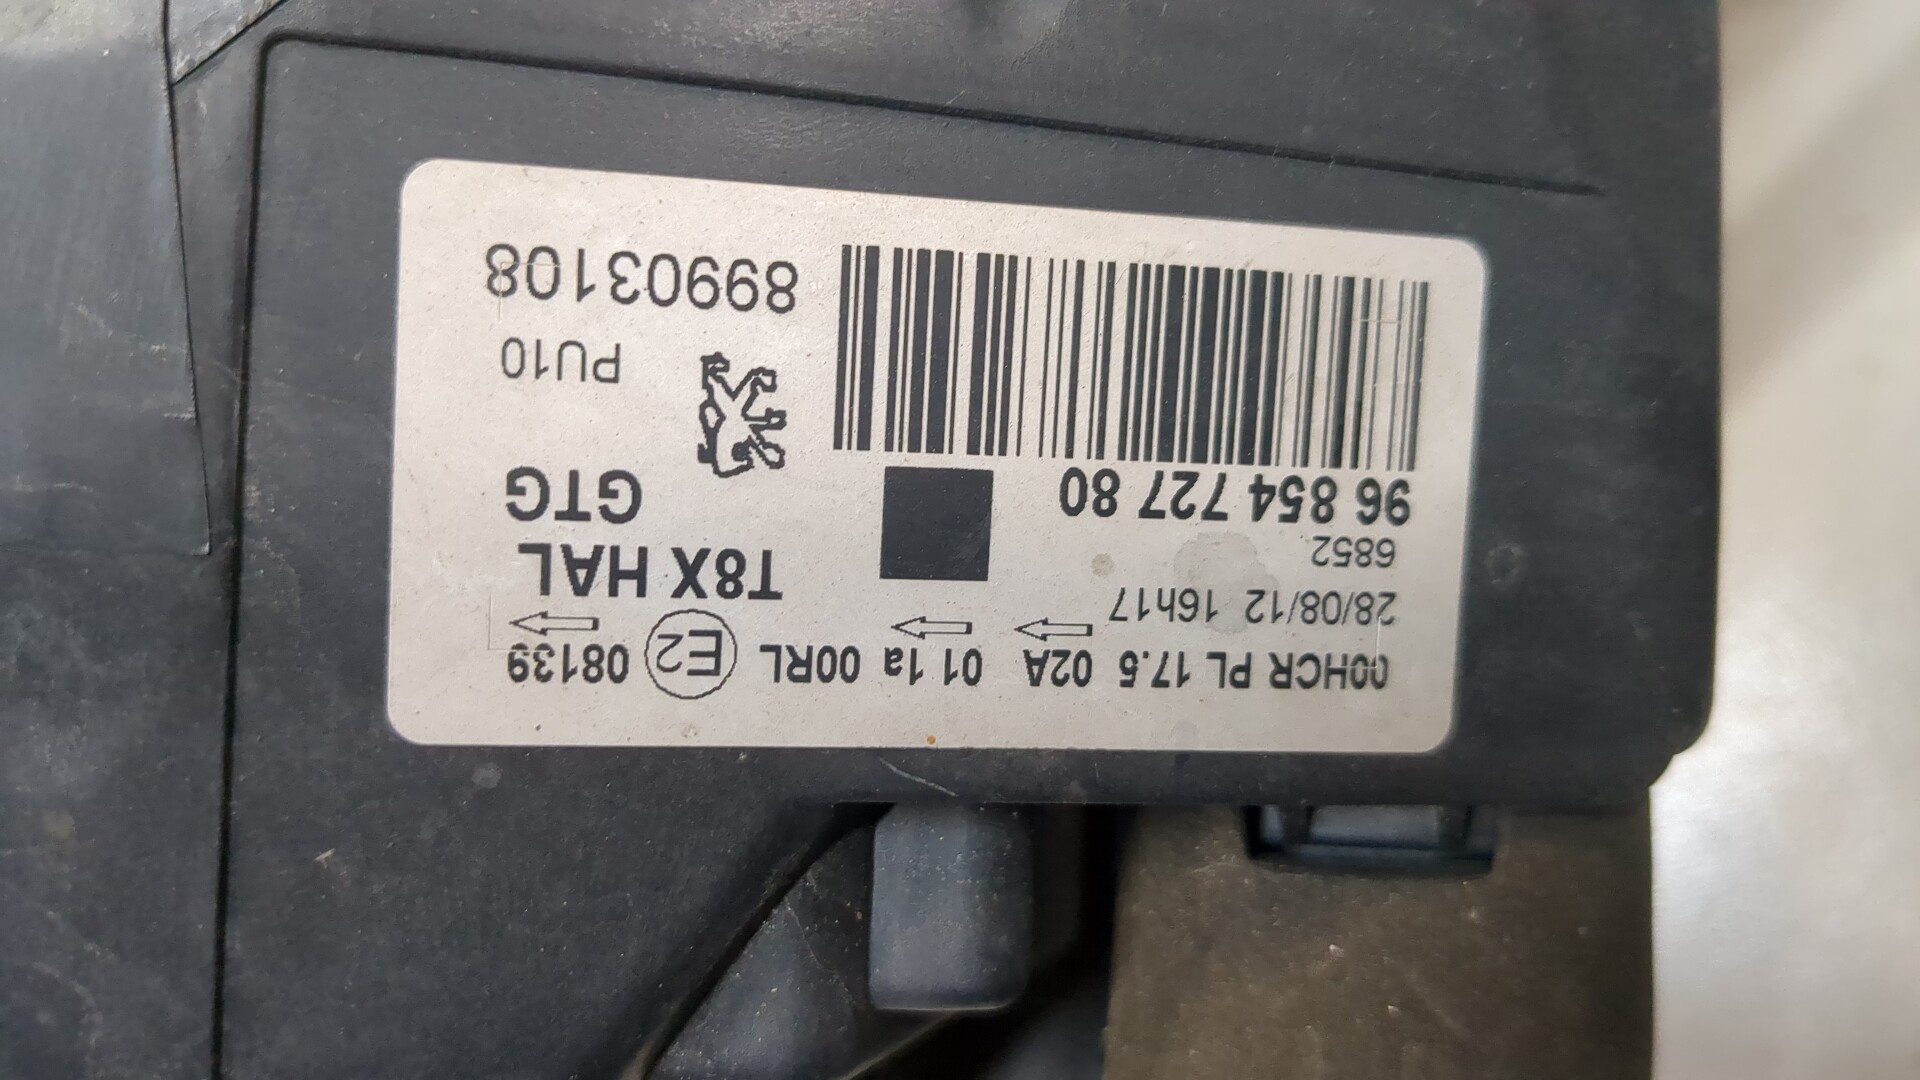 00HCR PL 17.5 02A 01 1a 00RL E2 08139
28/08/12 16h17
6852
96 854 727 80
T8X HAL
GTG
PU10
89903108